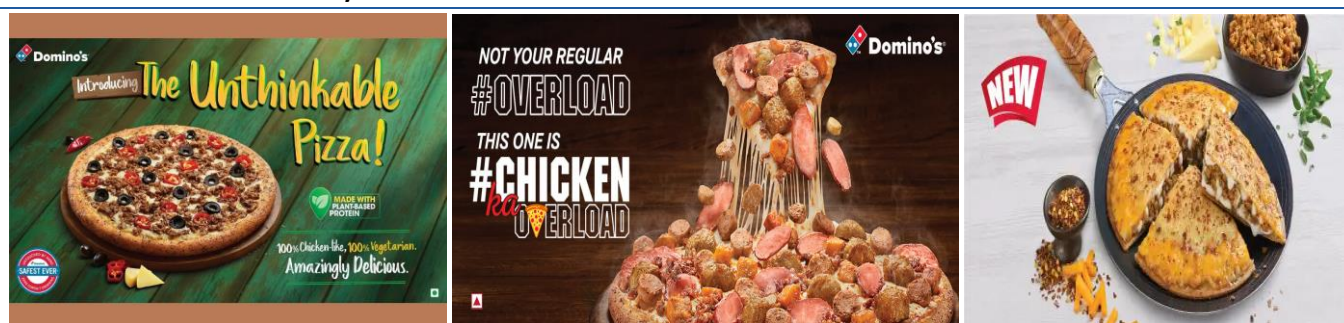 Domino's
Introducing The Unthinkable
Pizza!
MADE WITH
PLANT-BASED
PROTEIN
100% Chicken-like, 100% Vegetarian.
Amazingly Delicious.
SAFEST EVER
NOT YOUR REGULAR
#OVERLOAD
THIS ONE IS
#CHICKEN
ka
OVERLOAD
Domino's
NEW